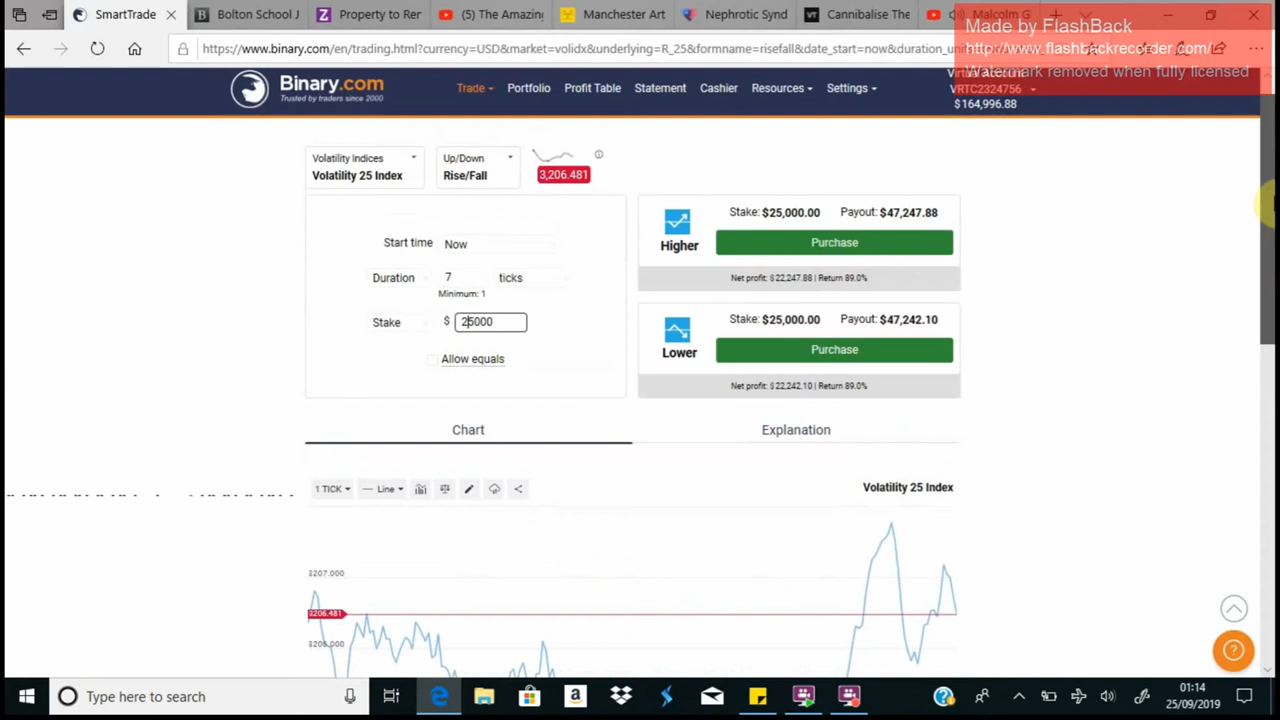 SmartTrade
Bolton School I
Property to Rer
(5) The Amazin
Manchester Art
Nephrotic Synd
Cannibalise The
Malcolm G
Made by FlashBack
http://www.flashbackrecorder.com/
Watermark removed when fully licensed
https://www.binary.com/en/trading.html?currency=USD&market=volidx&underlying=R_25&formname=risefall&date_start=now&duration_un
Binary.com
Trusted by traders since 2000
Trade
Portfolio
Profit Table
Statement
Cashier
Resources
Settings
Virtual Account
VRTC2324756
$164,996.88
Volatility Indices
Volatility 25 Index
Up/Down
Rise/Fall
3,206.481
Start time Now
Duration 7 ticks
Minimum: 1
Stake $ 25000
Allow equals
Higher
Stake: $25,000.00 Payout: $47,247.88
Purchase
Net profit: $ 22,247.88 | Return 89.0%
Lower
Stake: $25,000.00 Payout: $47,242.10
Purchase
Net profit: $ 22,242.10 | Return 89.0%
Chart
Explanation
1 TICK
Line
Volatility 25 Index
3207.000
3206.481
3206.000
Type here to search
01:14
25/09/2019